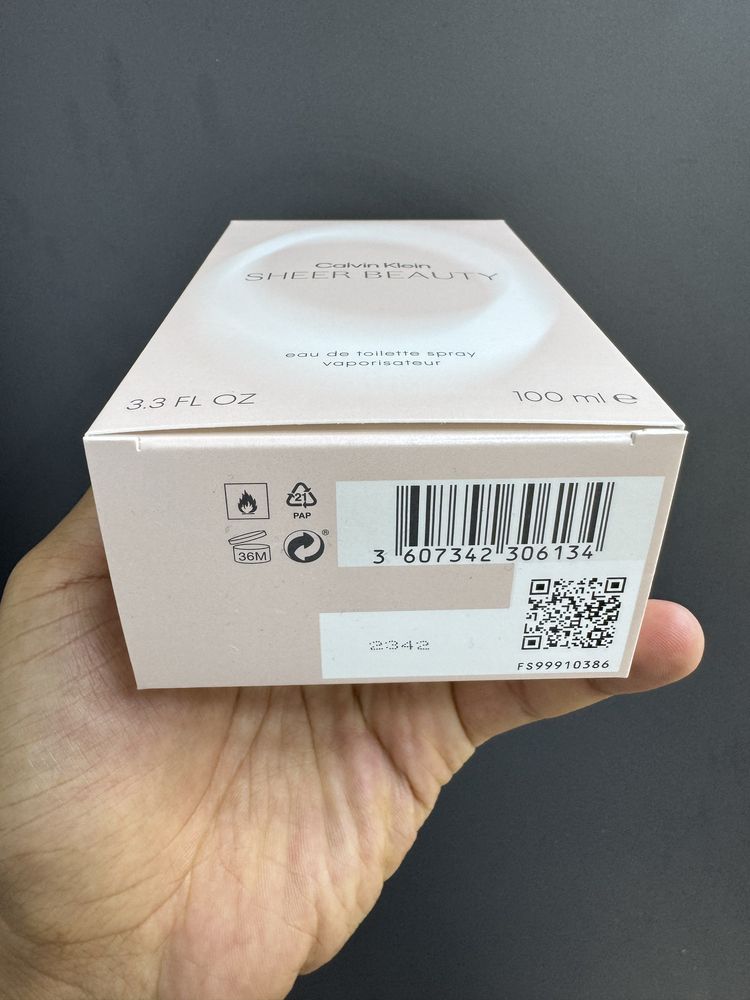 Calvin Klein
SHEER BEAUTY
eau de toilette spray
vaporisateur
3.3 FL OZ
100 ml ℮
21
PAP
36M
®
3 607342 306134
2342
FS99910386